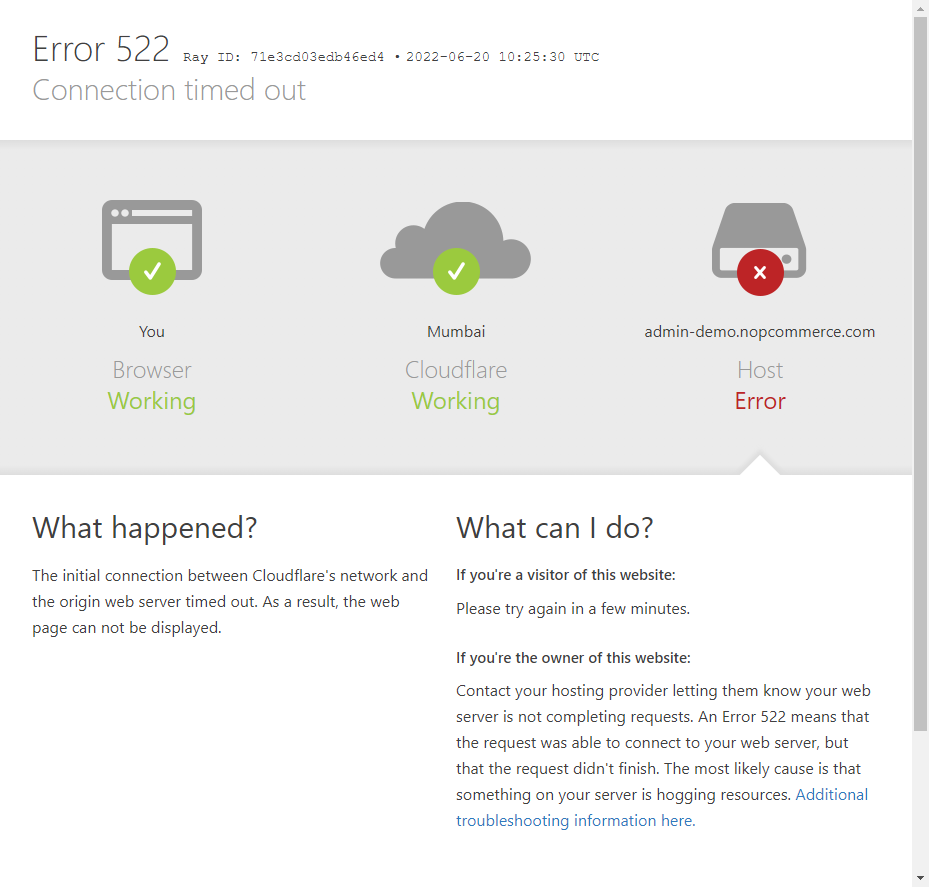 Error 522 Ray ID: 71e3cd03edb46ed4 • 2022-06-20 10:25:30 UTC
Connection timed out
You
Browser
Working
Mumbai
Cloudflare
Working
admin-demo.nopcommerce.com
Host
Error
What happened?
The initial connection between Cloudflare's network and
the origin web server timed out. As a result, the web
page can not be displayed.
What can I do?
If you're a visitor of this website:
Please try again in a few minutes.
If you're the owner of this website:
Contact your hosting provider letting them know your web
server is not completing requests. An Error 522 means that
the request was able to connect to your web server, but
that the request didn't finish. The most likely cause is that
something on your server is hogging resources. Additional
troubleshooting information here.